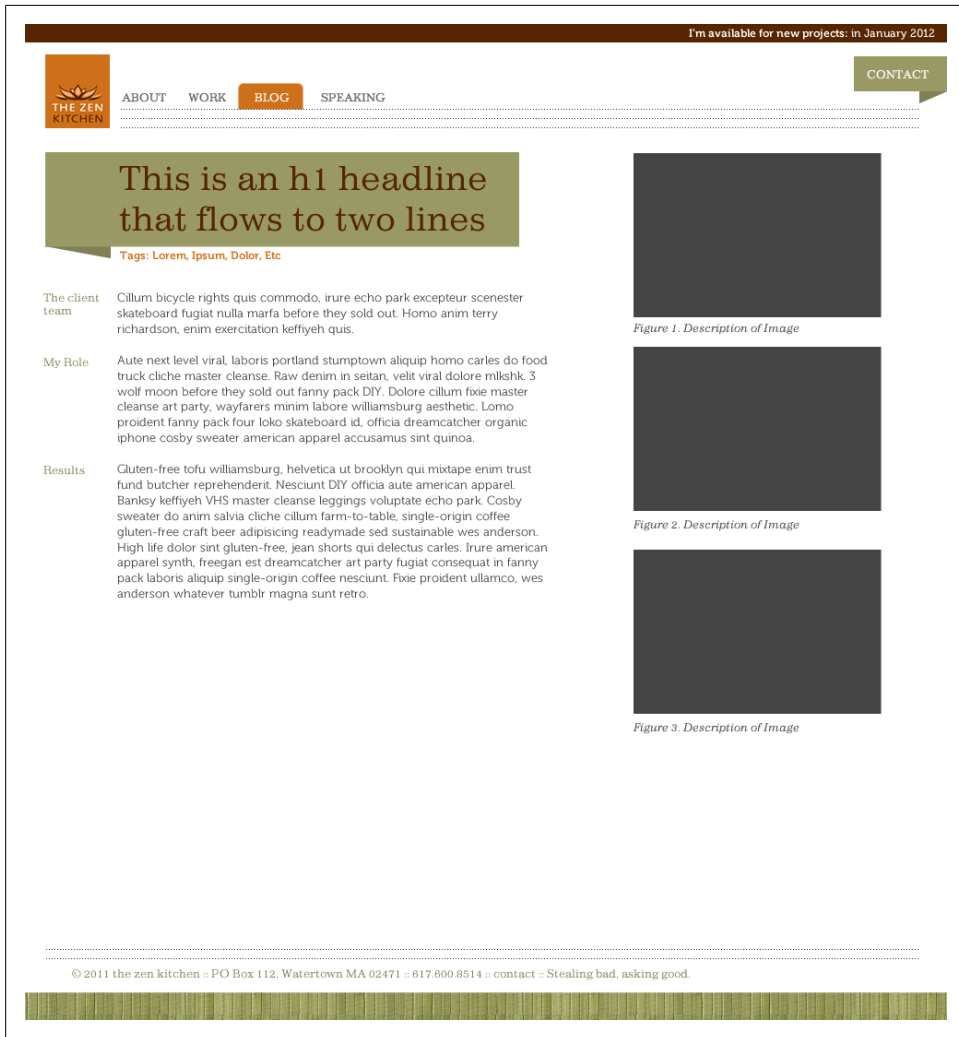 I'm available for new projects: in January 2012
CONTACT
THE ZEN
KITCHEN
ABOUT WORK BLOG SPEAKING
This is an h1 headline
that flows to two lines
Tags: Lorem, Ipsum, Dolor, Etc
The client
team
Cillum bicycle rights quis commodo, irure echo park excepteur scenester
skateboard fugiat nulla marfa before they sold out. Homo anim terry
richardson, enim exercitation keffiyeh quis.
My Role
Aute next level viral, laboris portland stumptown aliquip homo carles do food
truck cliche master cleanse. Raw denim in seitan, velit viral dolore mlkshk. 3
wolf moon before they sold out fanny pack DIY. Dolore cillum fixie master
cleanse art party, wayfarers minim labore williamsburg aesthetic. Lomo
proident fanny pack four loko skateboard id, officia dreamcatcher organic
iphone cosby sweater american apparel accusamus sint quinoa.
Results
Gluten-free tofu williamsburg, helvetica ut brooklyn qui mixtape enim trust
fund butcher reprehenderit. Nesciunt DIY officia aute american apparel.
Banksy keffiyeh VHS master cleanse leggings voluptate echo park. Cosby
sweater do anim salvia cliche cillum farm-to-table, single-origin coffee
gluten-free craft beer adipisicing readymade sed sustainable wes anderson.
High life dolor sint gluten-free, jean shorts qui delectus carles. Irure american
apparel synth, freegan est dreamcatcher art party fugiat consequat in fanny
pack laboris aliquip single-origin coffee nesciunt. Fixie proident ullamco, wes
anderson whatever tumblr magna sunt retro.
Figure 1. Description of Image
Figure 2. Description of Image
Figure 3. Description of Image
© 2011 the zen kitchen :: PO Box 112, Watertown MA 02471 :: 617.600.8514 :: contact :: Stealing bad, asking good.